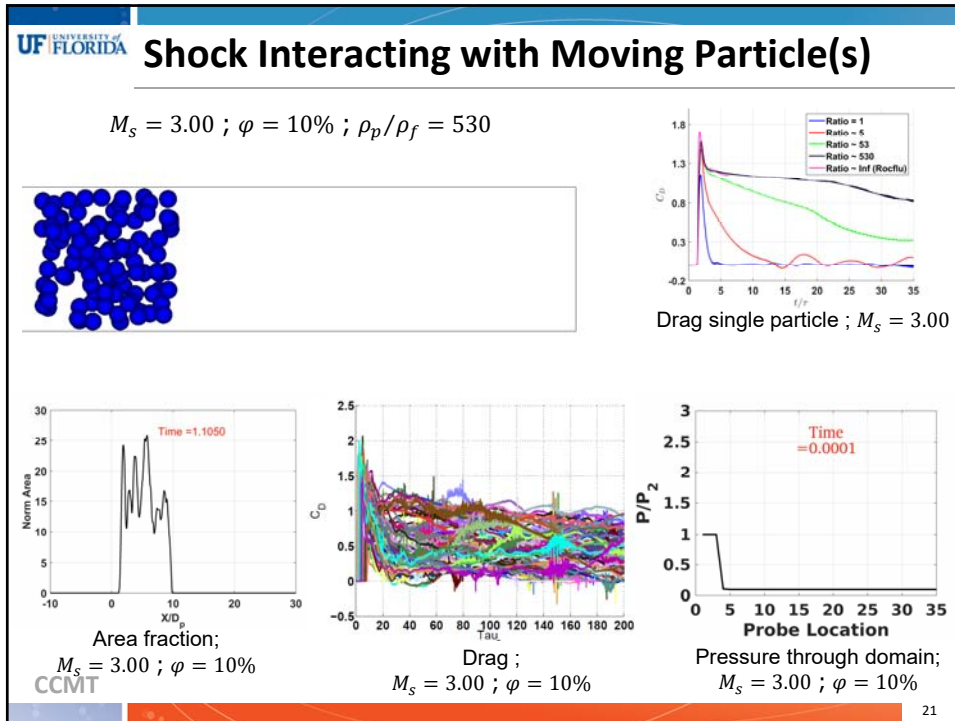 UF UNIVERSITY of FLORIDA
Shock Interacting with Moving Particle(s)
M_s = 3.00 ; φ = 10% ; ρ_p/ρ_f = 530
1.8
1.3
0.8
0.3
-0.2
C_D
Ratio = 1
Ratio ~ 5
Ratio ~ 53
Ratio ~ 530
Ratio ~ Inf (Rocflu)
0 5 10 15 20 25 30 35
t/τ
Drag single particle ; M_s = 3.00
30
25
20
15
10
5
0
Norm Area
Time =1.1050
-10 0 10 20 30
X/D_p
Area fraction;
M_s = 3.00 ; φ = 10%
2.5
2
1.5
1
0.5
0
−0.5
C_D
0 20 40 60 80 100 120 140 160 180 200
Tau_
Drag ;
M_s = 3.00 ; φ = 10%
3
2.5
2
1.5
1
0.5
0
P/P_2
Time
=0.0001
0 5 10 15 20 25 30 35
Probe Location
Pressure through domain;
M_s = 3.00 ; φ = 10%
CCMT
21